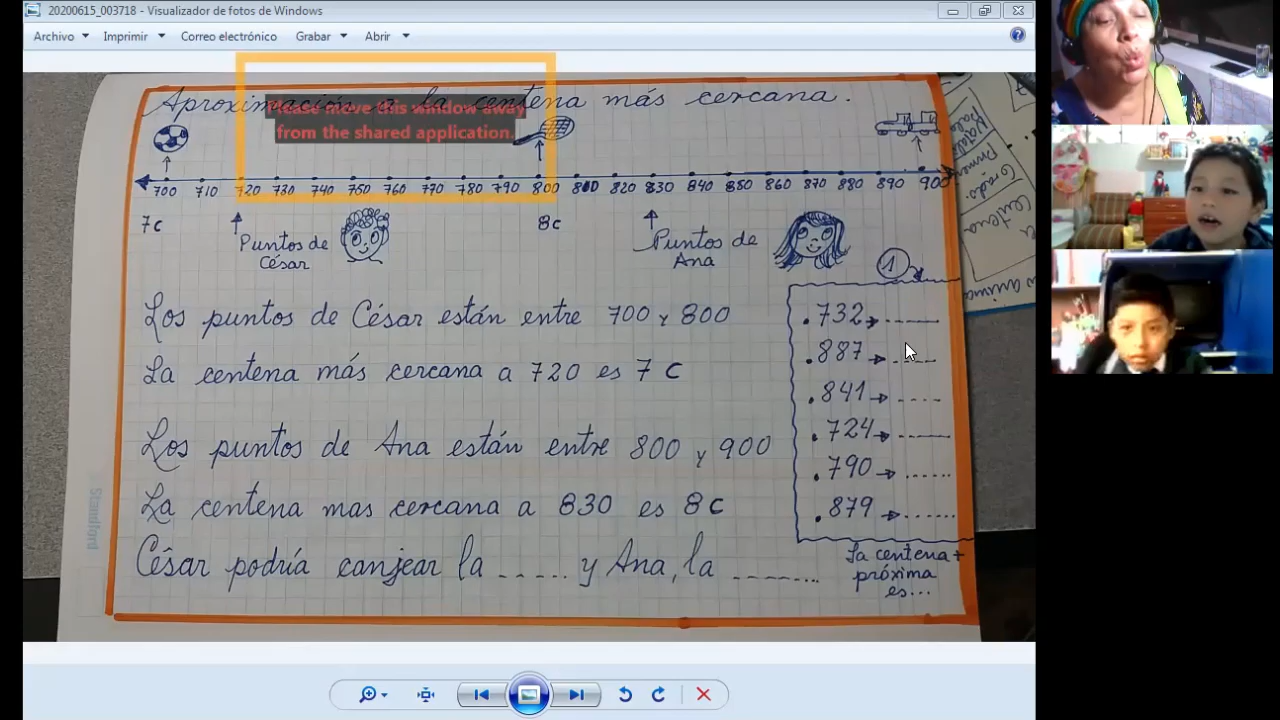 20200615_003718 - Visualizador de fotos de Windows
Archivo Imprimir Correo electrónico Grabar Abrir
Aproximación a la centena más cercana.
Please move this window away
from the shared application.
700 710 720 730 740 750 760 770 780 790 800 810 820 830 840 850 860 870 880 890 900
7c 8c
Puntos de
César
Puntos de
Ana
1
Los puntos de César están entre 700 y 800
La centena más cercana a 720 es 7 C
Los puntos de Ana están entre 800 y 900
La centena mas cercana a 830 es 8 C
César podría canjear la ..... y Ana, la .......
.732→ ......
.887→ ......
.841→ ....
.724→ ......
.790→ ......
.879→ ......
La centena +
próxima
es...
Standford